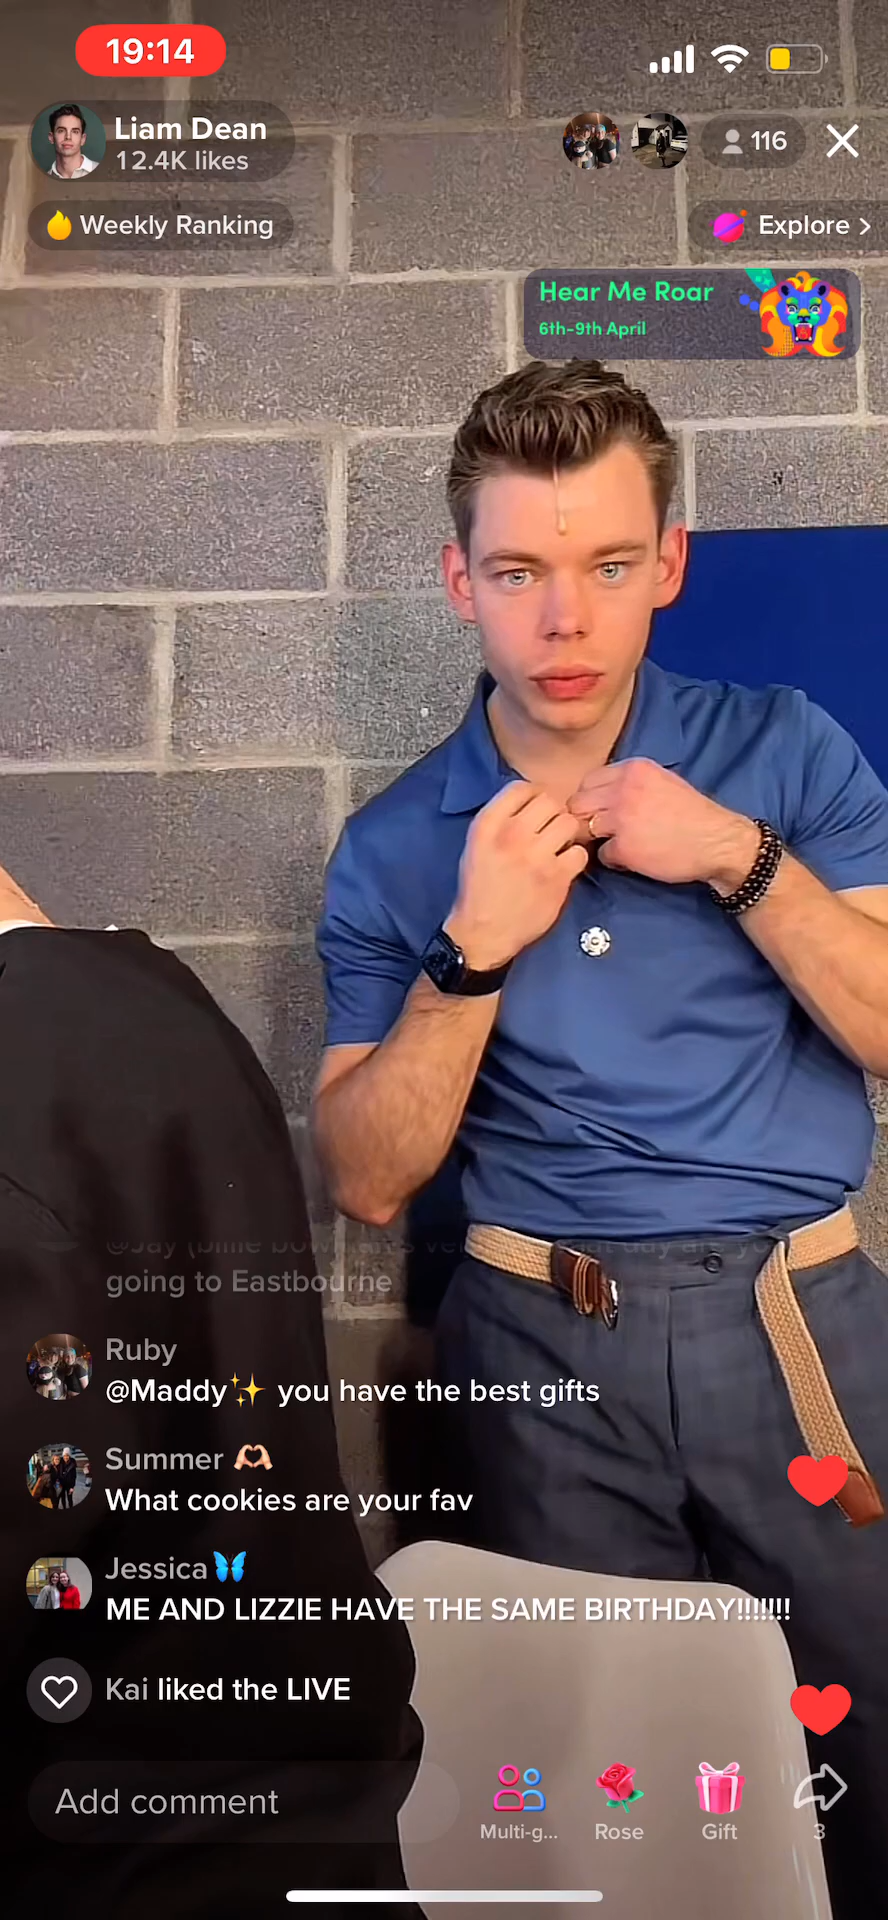 19:14
Liam Dean
12.4K likes
116
Weekly Ranking
Explore >
Hear Me Roar
6th-9th April
going to Eastbourne
Ruby
@Maddy✨ you have the best gifts
Summer 🫶🏻
What cookies are your fav
Jessica🦋
ME AND LIZZIE HAVE THE SAME BIRTHDAY!!!!!!!
Kai liked the LIVE
Add comment
Multi-g...
Rose
Gift
3